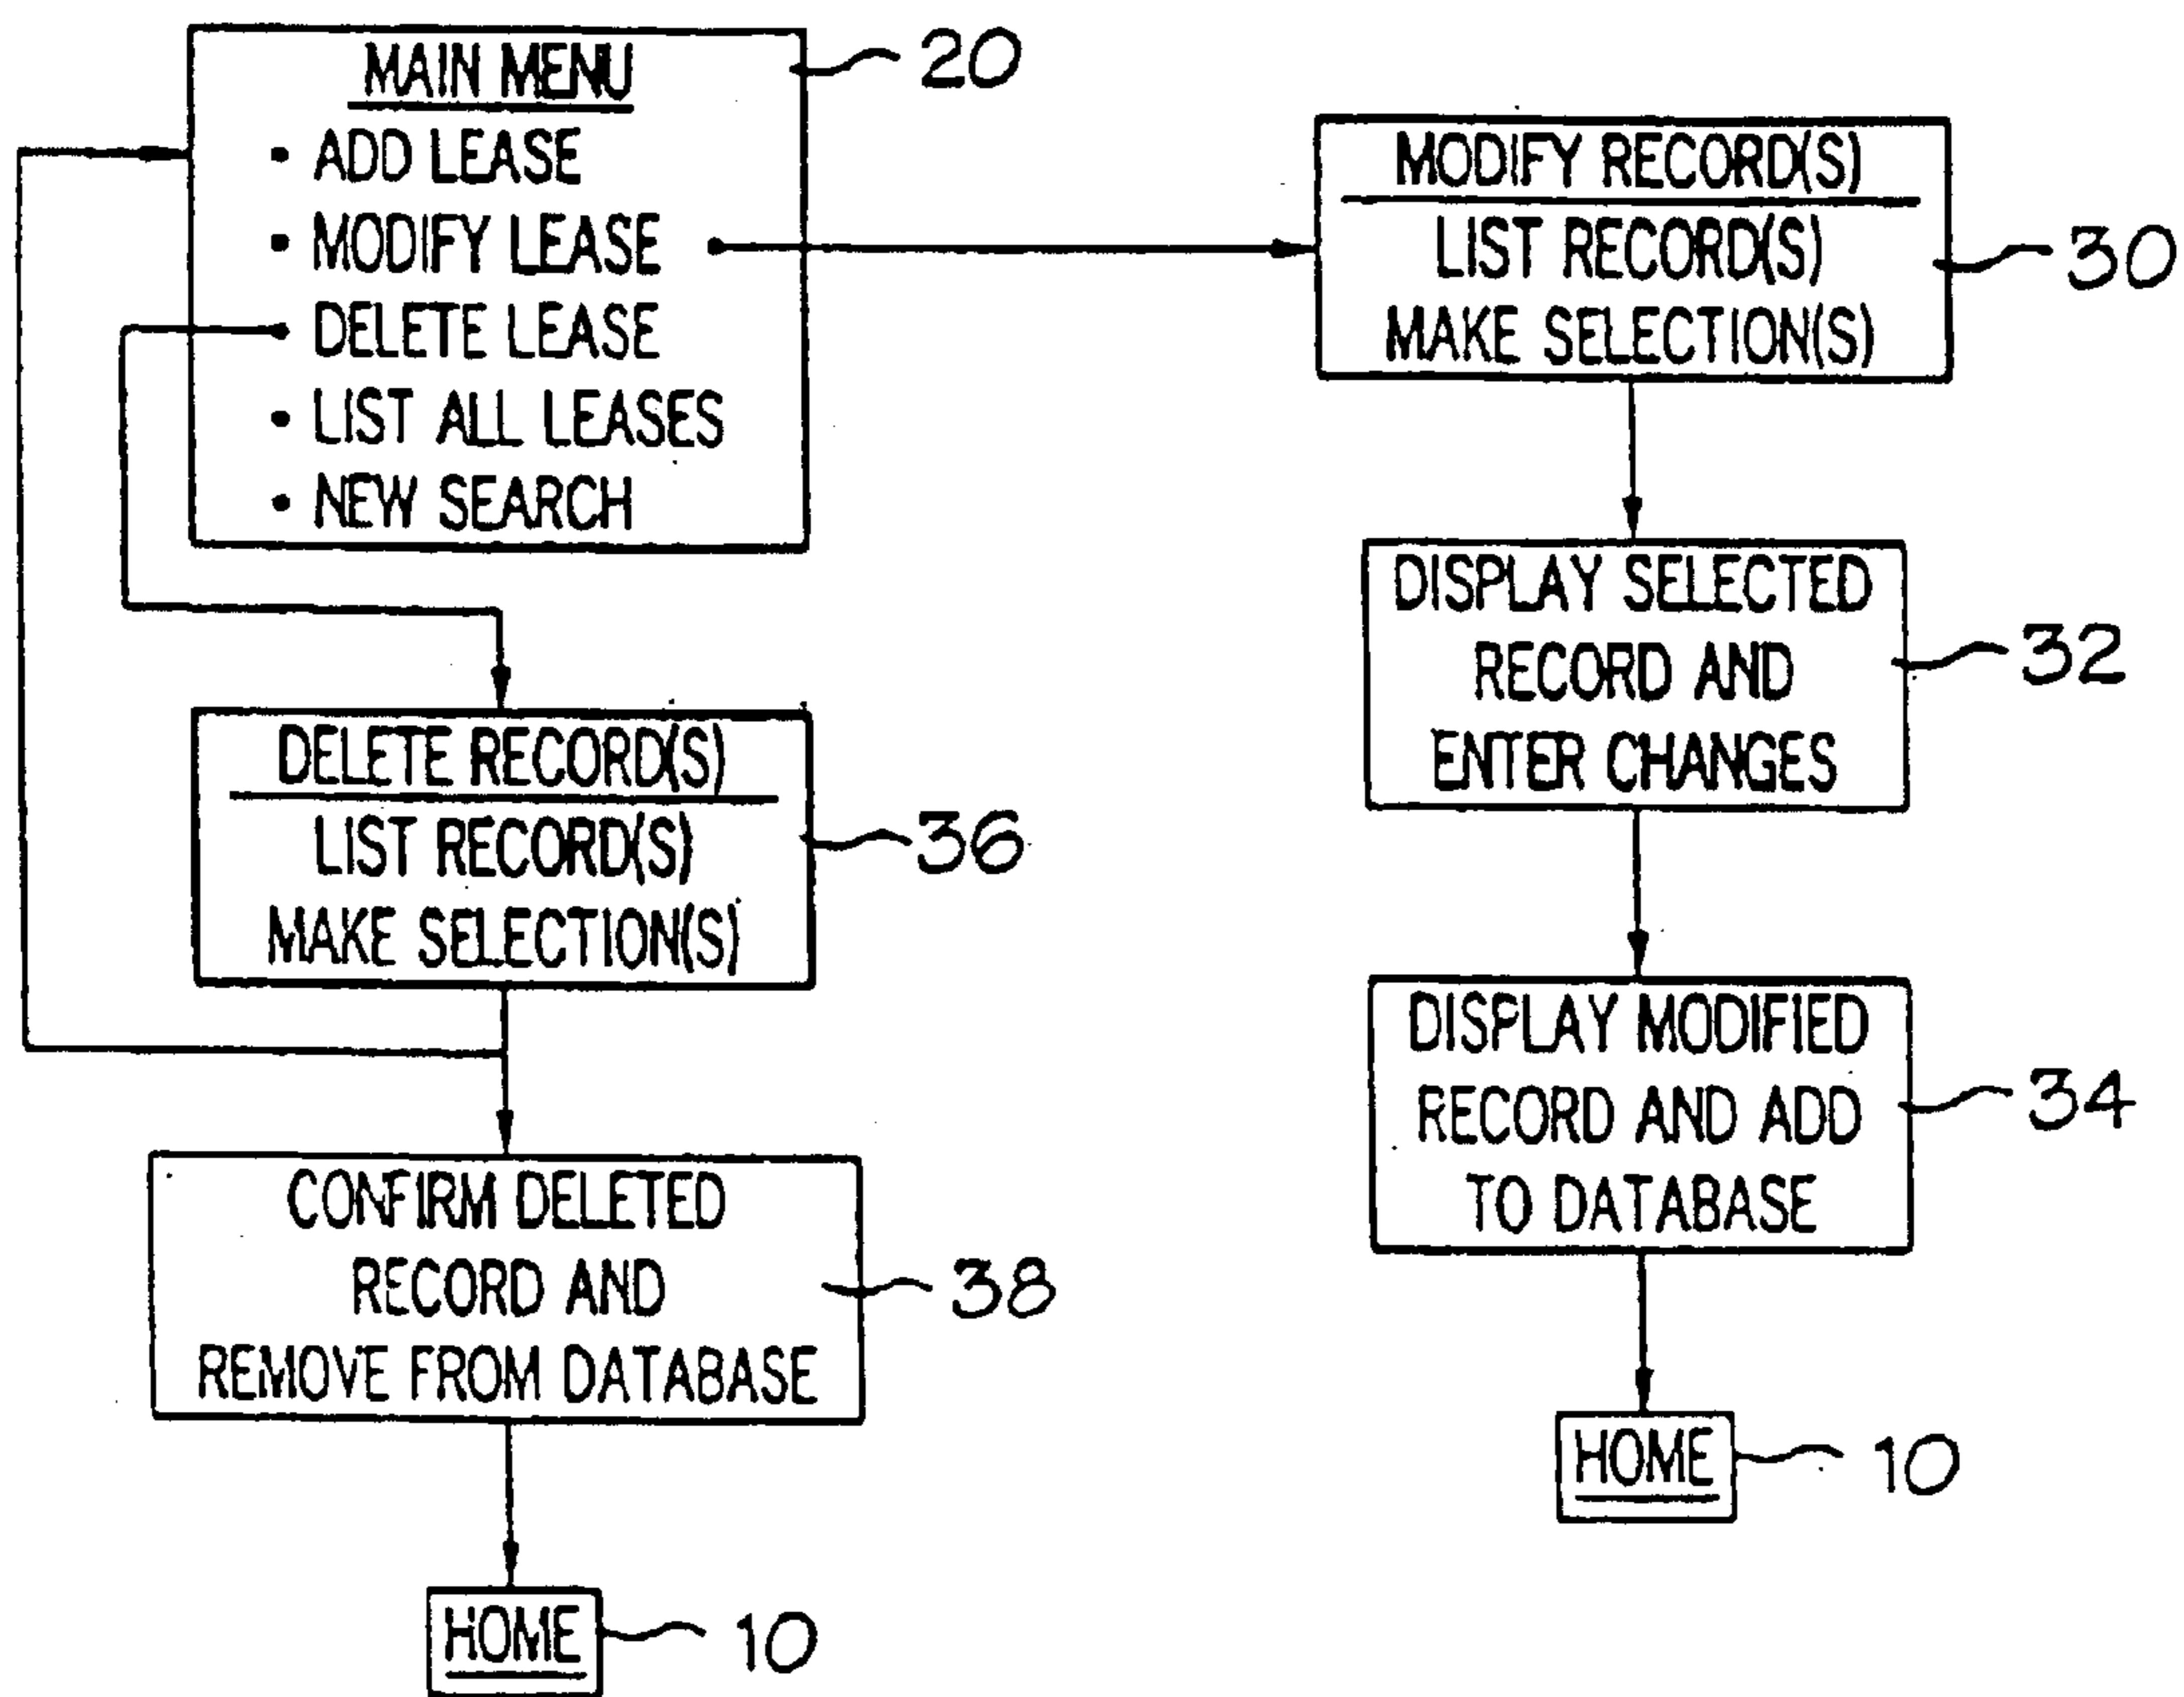 MAIN MENU
• ADD LEASE
• MODIFY LEASE
DELETE LEASE
• LIST ALL LEASES
• NEW SEARCH
20
MODIFY RECORD(S)
LIST RECORD(S)
MAKE SELECTION(S)
30
DISPLAY SELECTED
RECORD AND
ENTER CHANGES
32
DISPLAY MODIFIED
RECORD AND ADD
TO DATABASE
34
HOME
10
DELETE RECORD(S)
LIST RECORD(S)
MAKE SELECTION(S)
36
CONFIRM DELETED
RECORD AND
REMOVE FROM DATABASE
38
HOME
10